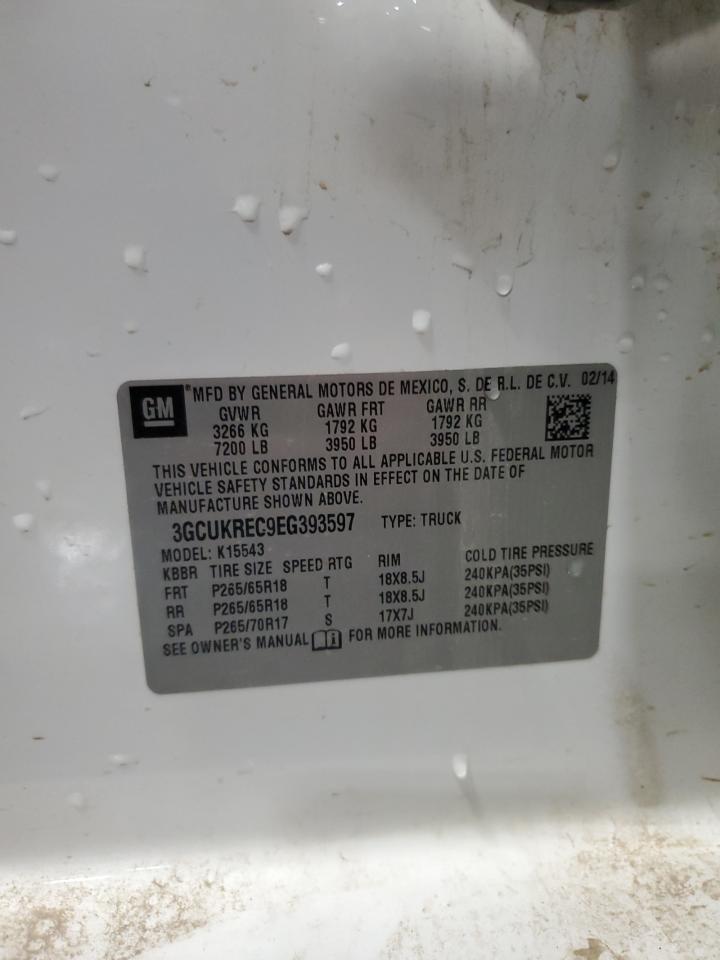 GM ® MFD BY GENERAL MOTORS DE MEXICO, S. DE R.L. DE C.V. 02/14
GVWR GAWR FRT GAWR RR
3266 KG 1792 KG 1792 KG
7200 LB 3950 LB 3950 LB
THIS VEHICLE CONFORMS TO ALL APPLICABLE U.S. FEDERAL MOTOR
VEHICLE SAFETY STANDARDS IN EFFECT ON THE DATE OF
MANUFACTURE SHOWN ABOVE.
3GCUKREC9EG393597 TYPE: TRUCK
MODEL: K15543
KBBR TIRE SIZE SPEED RTG RIM COLD TIRE PRESSURE
FRT P265/65R18 T 18X8.5J 240KPA(35PSI)
RR P265/65R18 T 18X8.5J 240KPA(35PSI)
SPA P265/70R17 S 17X7J 240KPA(35PSI)
SEE OWNER'S MANUAL i FOR MORE INFORMATION.